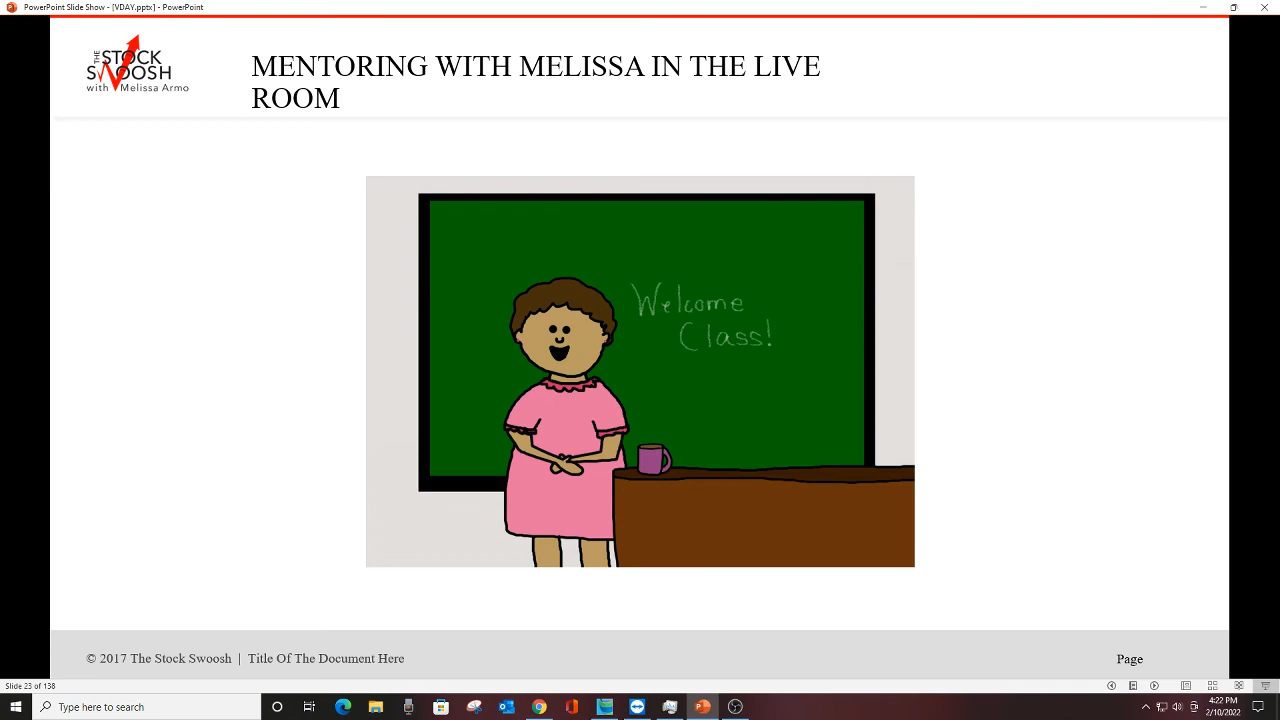 PowerPoint Slide Show - [VDAY.pptx] - PowerPoint
THE
STOCK
SWOOSH
with Melissa Armo
MENTORING WITH MELISSA IN THE LIVE
ROOM
Welcome
Class!
© 2017 The Stock Swoosh | Title Of The Document Here
Page
Slide 23 of 138
Type here to search
4:22 PM
2/10/2022